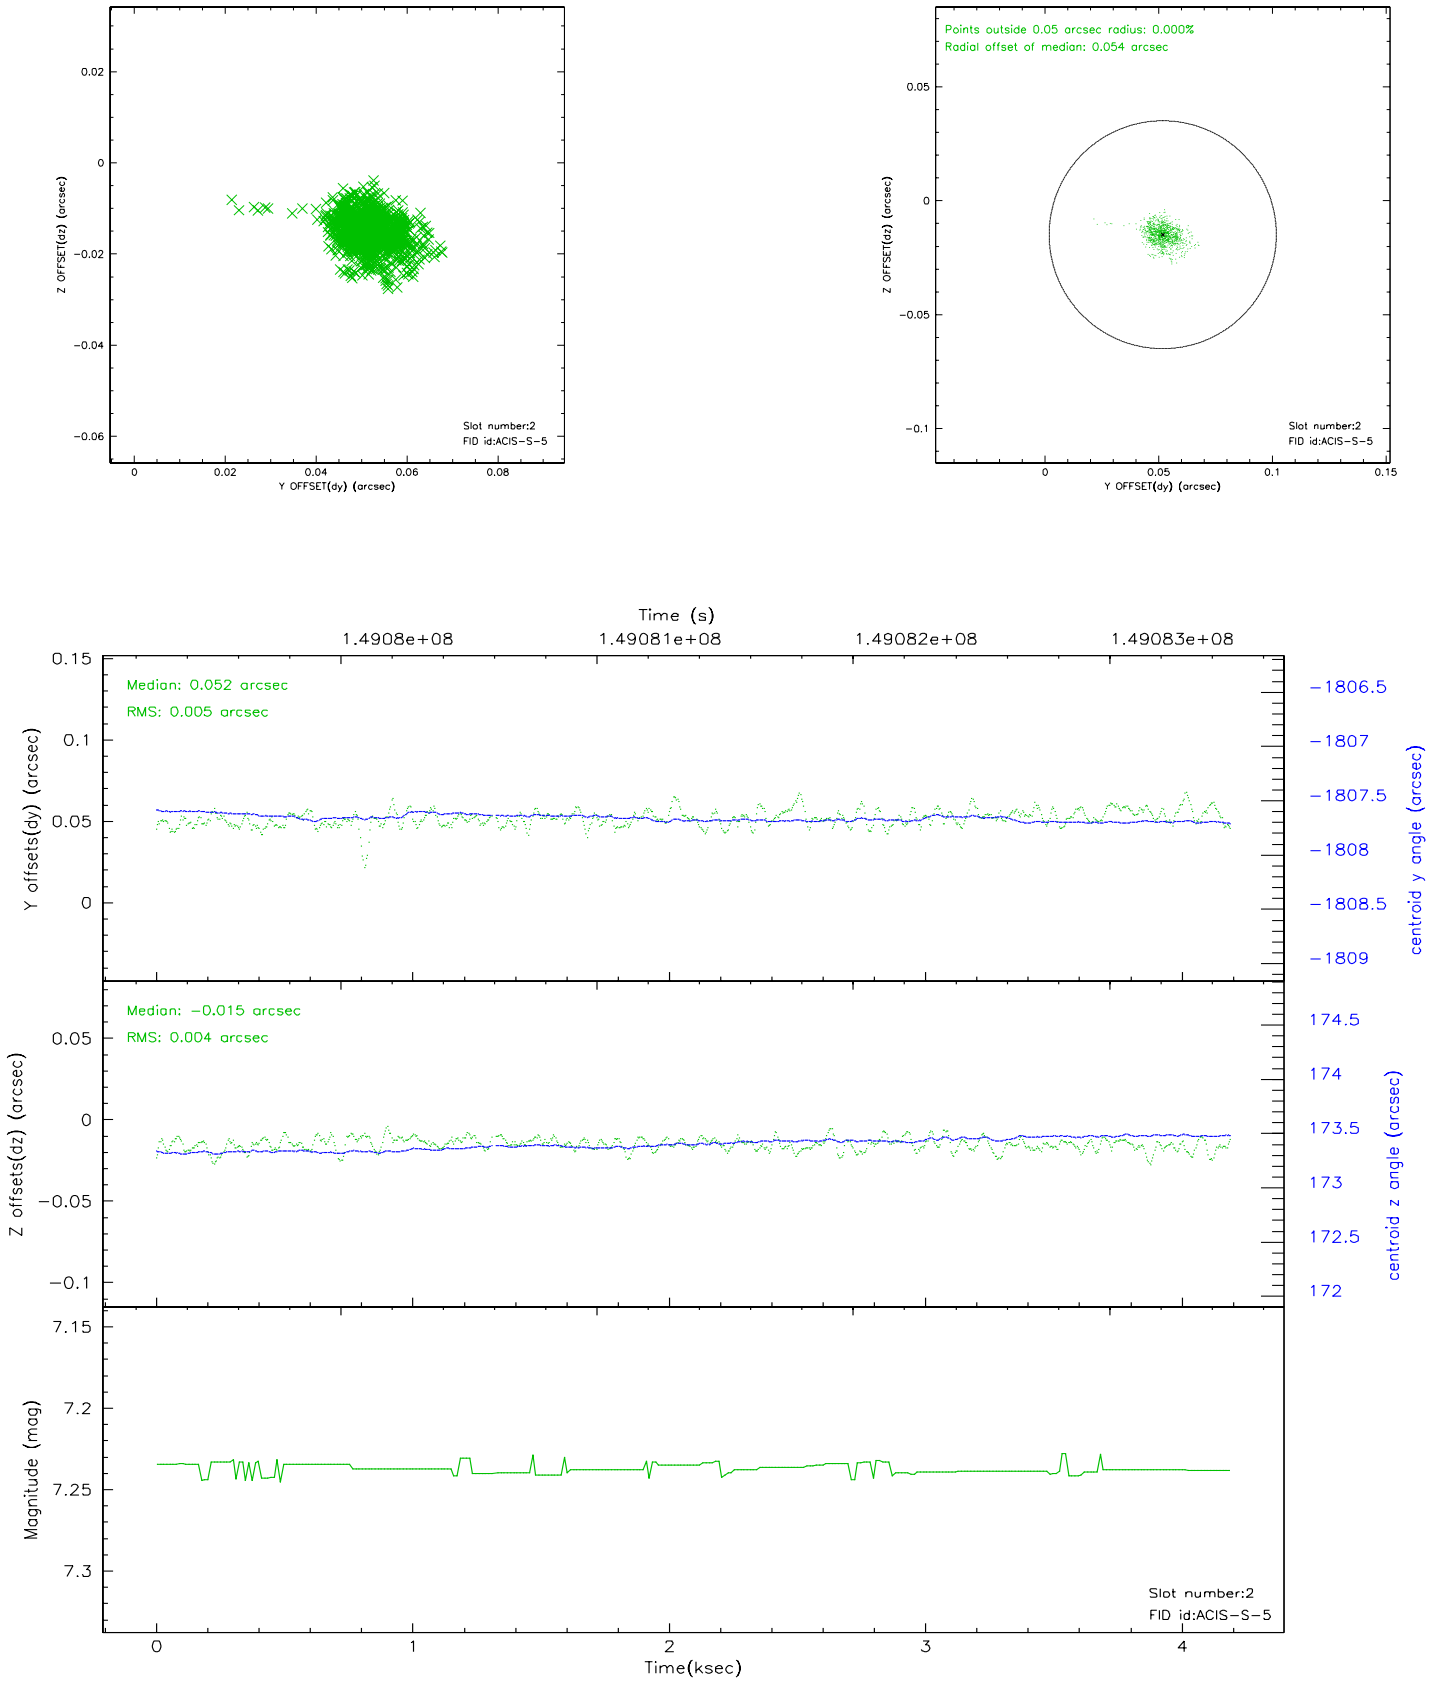 0.02
0
−0.02
−0.04
−0.06
Z OFFSET(dz) (arcsec)
0 0.02 0.04 0.06 0.08
Y OFFSET(dy) (arcsec)
Slot number:2
FID id:ACIS−S−5
Points outside 0.05 arcsec radius: 0.000%
Radial offset of median: 0.054 arcsec
0.05
0
−0.05
−0.1
Z OFFSET(dz) (arcsec)
0 0.05 0.1 0.15
Y OFFSET(dy) (arcsec)
Slot number:2
FID id:ACIS−S−5
Time (s)
1.4908e+08 1.49081e+08 1.49082e+08 1.49083e+08
0.15
0.1
0.05
0
Y offsets(dy) (arcsec)
Median: 0.052 arcsec
RMS: 0.005 arcsec
−1806.5
−1807
−1807.5
−1808
−1808.5
−1809
centroid y angle (arcsec)
0.05
0
−0.05
−0.1
Z offsets(dz) (arcsec)
Median: −0.015 arcsec
RMS: 0.004 arcsec
174.5
174
173.5
173
172.5
172
centroid z angle (arcsec)
7.15
7.2
7.25
7.3
Magnitude (mag)
Slot number:2
FID id:ACIS−S−5
0 1 2 3 4
Time(ksec)